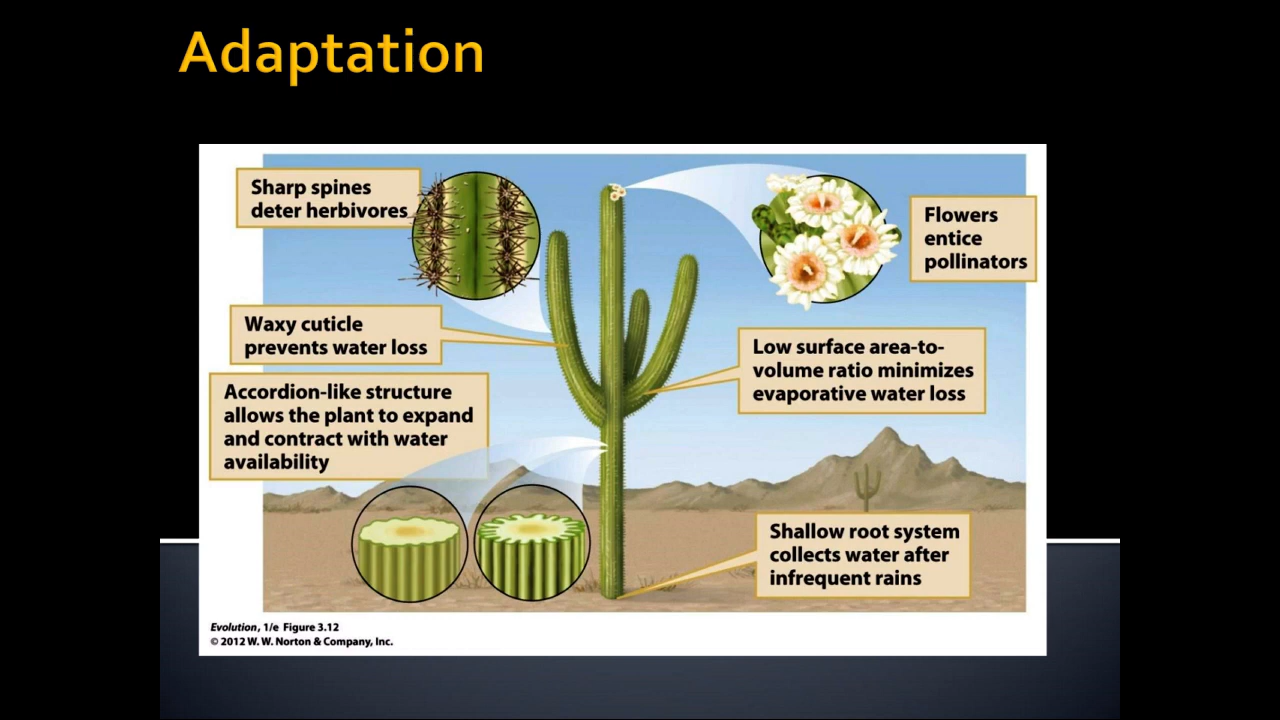 Adaptation
Sharp spines
deter herbivores
Flowers
entice
pollinators
Waxy cuticle
prevents water loss
Low surface area-to-
volume ratio minimizes
evaporative water loss
Accordion-like structure
allows the plant to expand
and contract with water
availability
Shallow root system
collects water after
infrequent rains
Evolution, 1/e Figure 3.12
© 2012 W. W. Norton & Company, Inc.